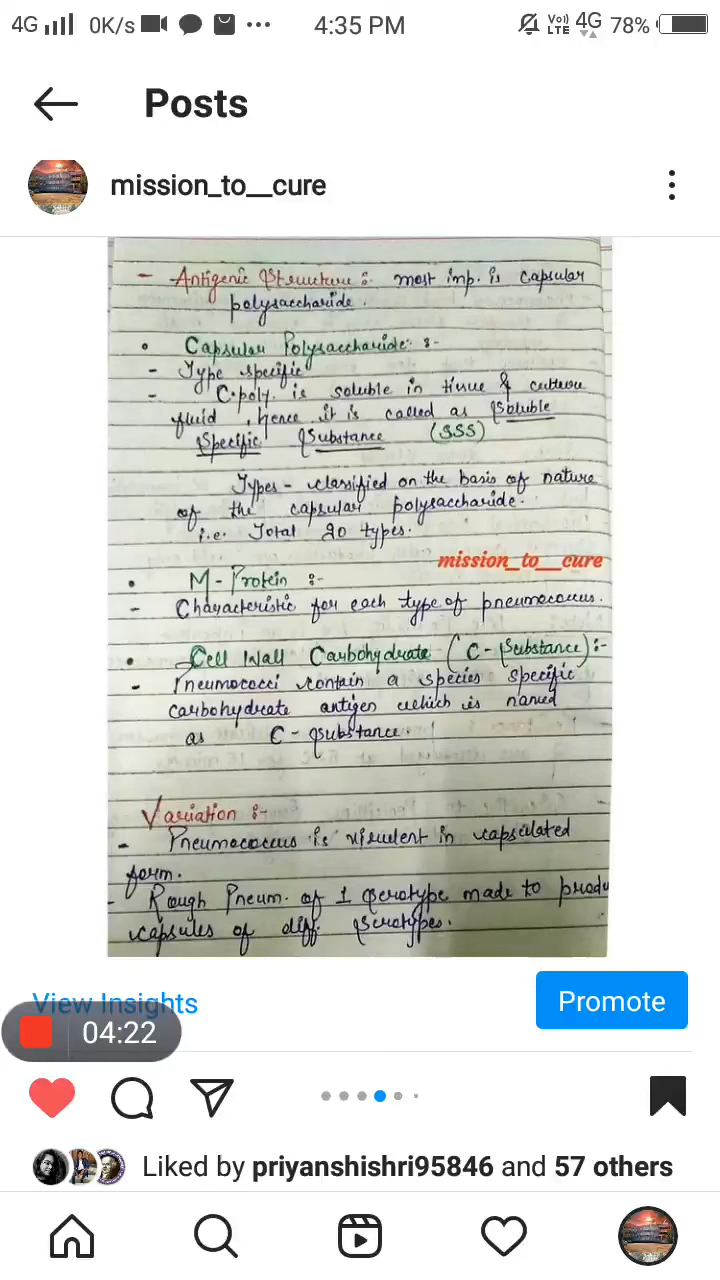 4G 0K/s ... 4:35 PM Vo) LTE 4G 78%
Posts
mission_to__cure
- Antigenic Structure :- most imp. is capsular
polysaccharide.
• Capsular Polysaccharide :-
- Type specific
- C.poly. is soluble in tissue & culture
fluid, hence it is called as Soluble
Specific Substance (SSS)
Types - classified on the basis of nature
of the capsular polysaccharide.
i.e. Total 20 types.
mission_to__cure
• M - Protein :-
- Characteristic for each type of pneumococcus.
• Cell Wall Carbohydrate (C - Substance) :-
- Pneumococci contain a species specific
carbohydrate antigen which is named
as C - substance.
Variation :-
- Pneumococcus is virulent in capsulated
form.
- Rough Pneum. of 1 serotype made to produ
capsules of diff. serotypes.
View Insights
Promote
04:22
Liked by priyanshishri95846 and 57 others